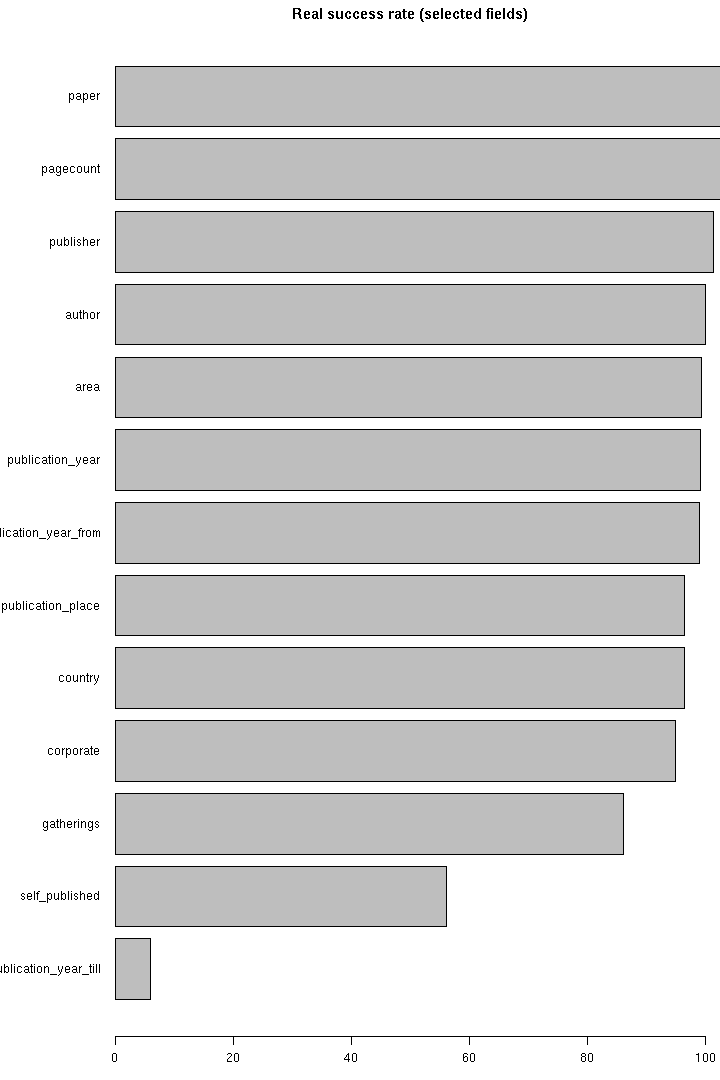 Real success rate (selected fields)
paper
pagecount
publisher
author
area
publication_year
lication_year_from
publication_place
country
corporate
gatherings
self_published
ublication_year_till
0 20 40 60 80 100